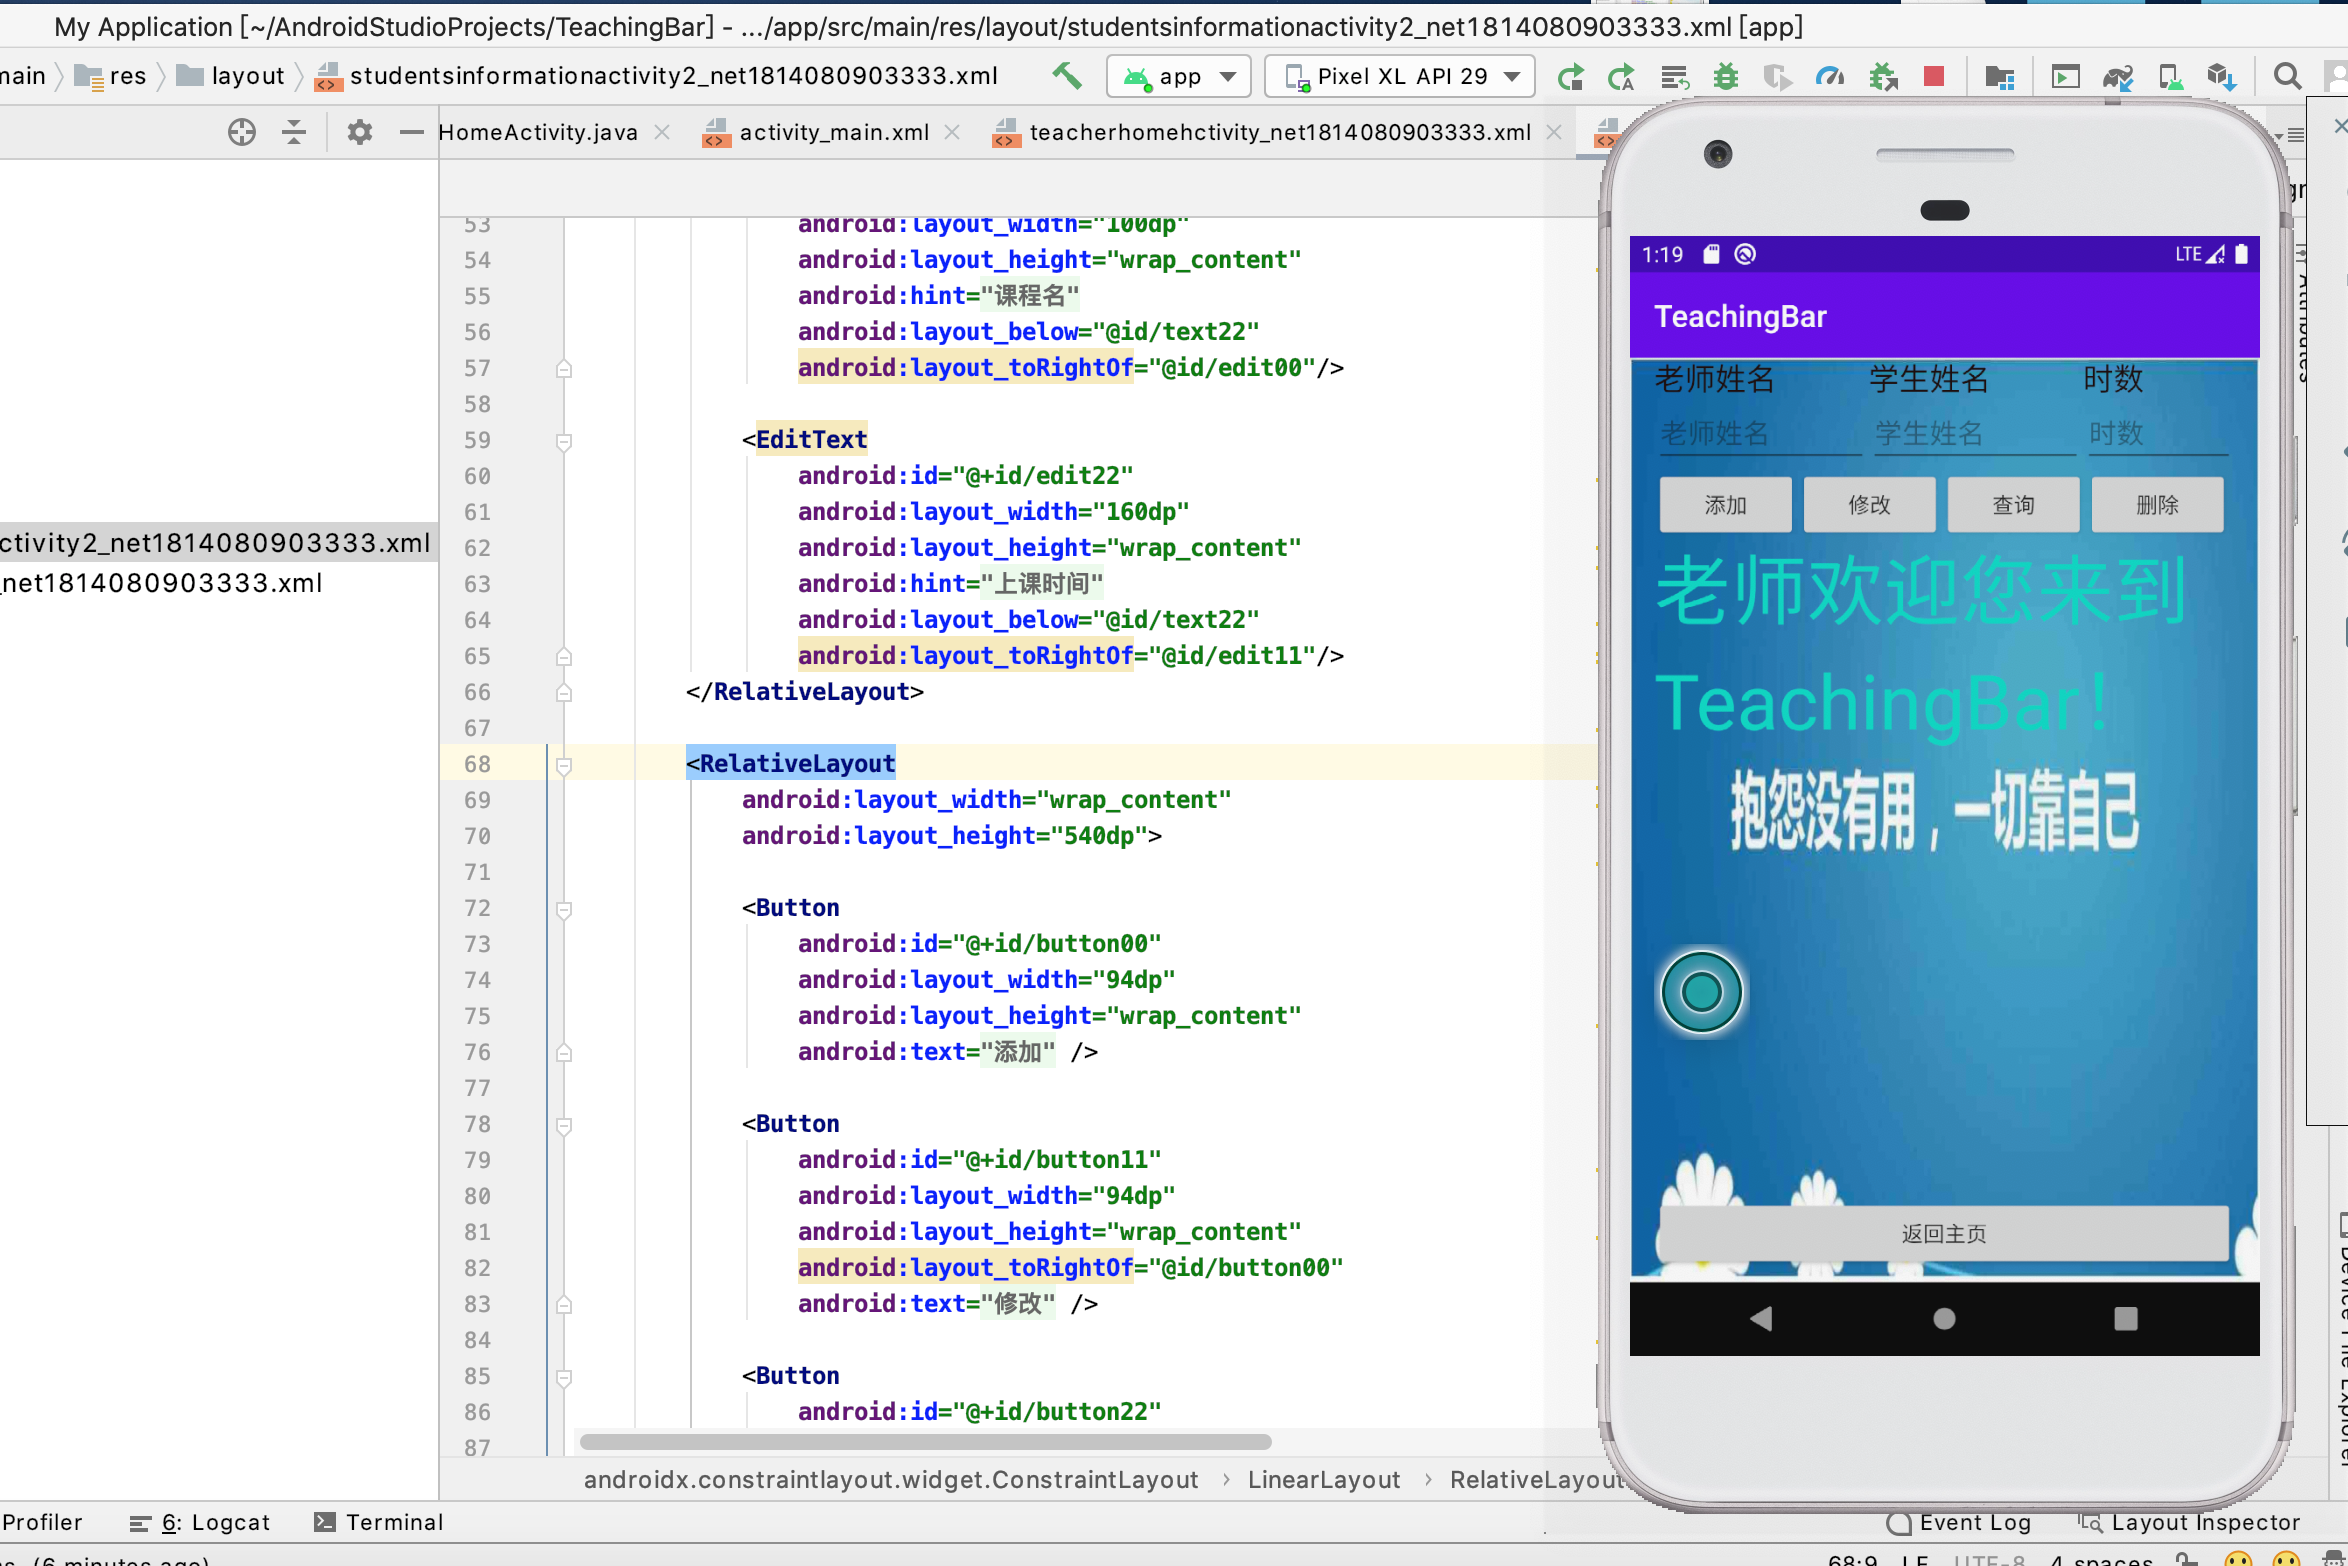 My Application [~/AndroidStudioProjects/TeachingBar] - .../app/src/main/res/layout/studentsinformationactivity2_net1814080903333.xml [app]
res
layout
studentsinformationactivity2_net1814080903333.xml
app
Pixel XL API 29
HomeActivity.java
activity_main.xml
teacherhomehctivity_net1814080903333.xml
ctivity2_net1814080903333.xml
_net1814080903333.xml
53 android:layout_width="100dp"
54 android:layout_height="wrap_content"
55 android:hint="课程名"
56 android:layout_below="@id/text22"
57 android:layout_toRightOf="@id/edit00"/>
58
59 <EditText
60 android:id="@+id/edit22"
61 android:layout_width="160dp"
62 android:layout_height="wrap_content"
63 android:hint="上课时间"
64 android:layout_below="@id/text22"
65 android:layout_toRightOf="@id/edit11"/>
66 </RelativeLayout>
67
68 <RelativeLayout
69 android:layout_width="wrap_content"
70 android:layout_height="540dp">
71
72 <Button
73 android:id="@+id/button00"
74 android:layout_width="94dp"
75 android:layout_height="wrap_content"
76 android:text="添加" />
77
78 <Button
79 android:id="@+id/button11"
80 android:layout_width="94dp"
81 android:layout_height="wrap_content"
82 android:layout_toRightOf="@id/button00"
83 android:text="修改" />
84
85 <Button
86 android:id="@+id/button22"
87
androidx.constraintlayout.widget.ConstraintLayout › LinearLayout › RelativeLayout
1:19 LTE
TeachingBar
老师姓名 学生姓名 时数
老师姓名 学生姓名 时数
添加 修改 查询 删除
老师欢迎您来到
TeachingBar!
抱怨没有用，一切靠自己
返回主页
Attributes
Device File Explorer
Profiler 6: Logcat Terminal Event Log Layout Inspector
(6 minutes ago) 68:9 LF UTF-8 4 spaces